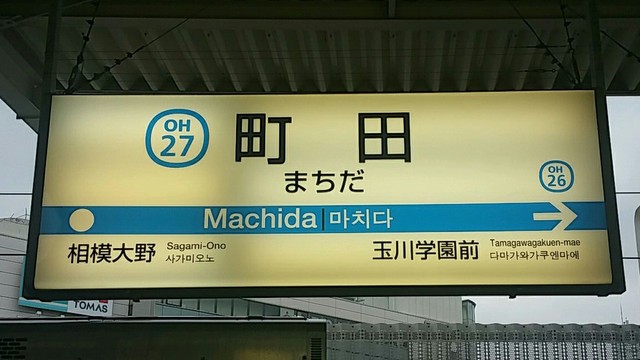 OH
27
町田
まちだ
OH
26
Machida|마치다
相模大野
Sagami-Ono
사가미오노
玉川学園前
Tamagawagakuen-mae
다마가와가쿠엔마에
TOMAS